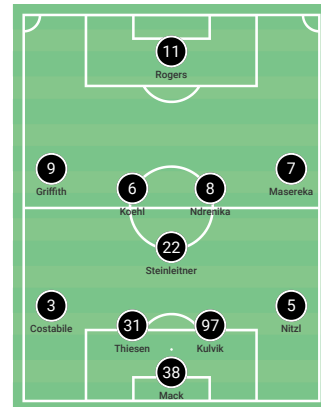 11
Rogers
9
Griffith
7
Masereka
6
Koehl
8
Ndrenika
22
Steinleitner
3
Costabile
5
Nitzl
31
Thiesen
97
Kulvik
38
Mack